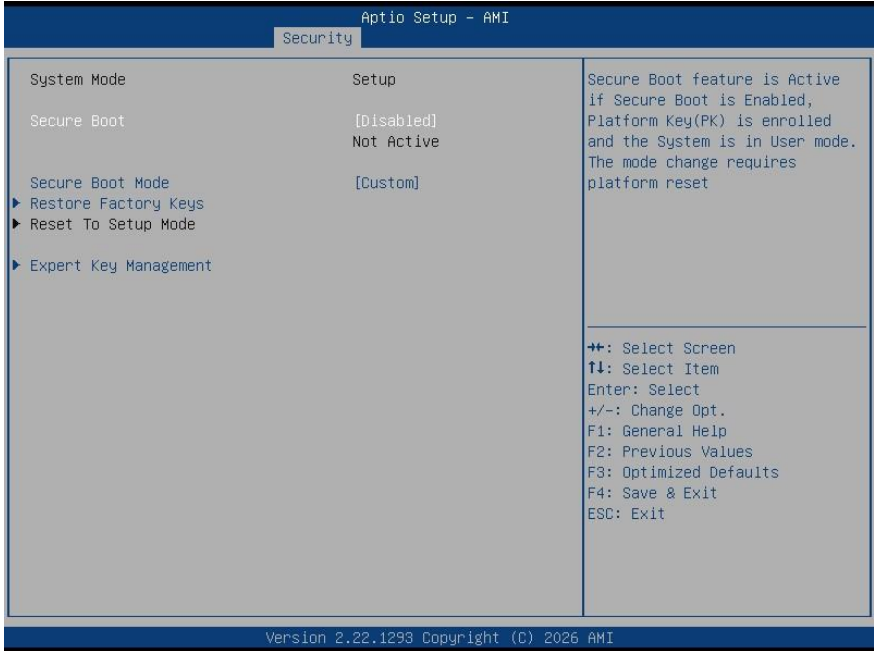 Aptio Setup – AMI
Security
System Mode Setup
Secure Boot [Disabled]
Not Active
Secure Boot Mode [Custom]
▶ Restore Factory Keys
▶ Reset To Setup Mode
▶ Expert Key Management
Secure Boot feature is Active
if Secure Boot is Enabled,
Platform Key(PK) is enrolled
and the System is in User mode.
The mode change requires
platform reset
→←: Select Screen
↑↓: Select Item
Enter: Select
+/-: Change Opt.
F1: General Help
F2: Previous Values
F3: Optimized Defaults
F4: Save & Exit
ESC: Exit
Version 2.22.1293 Copyright (C) 2026 AMI